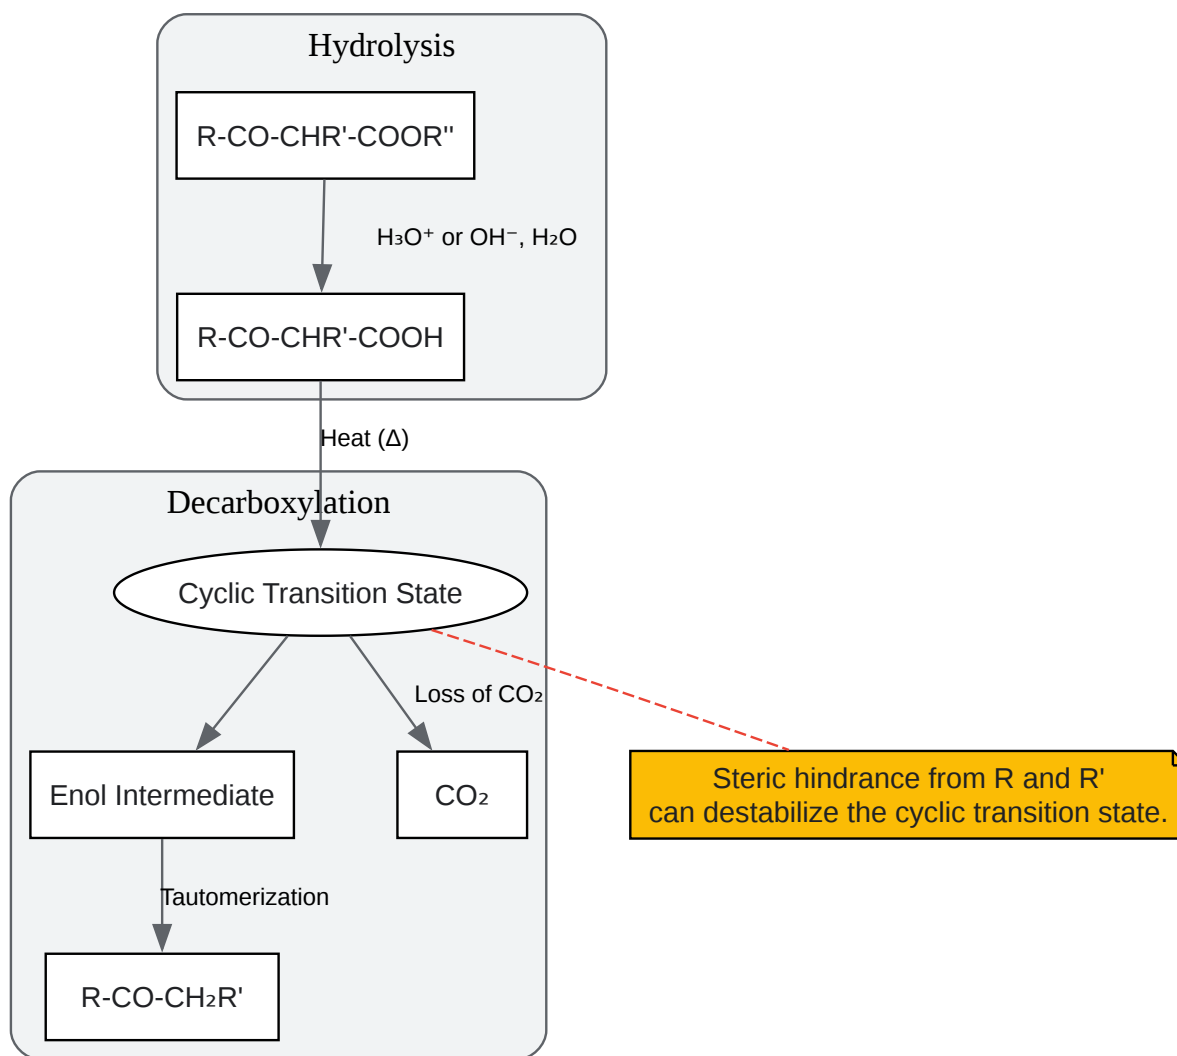 Hydrolysis
R-CO-CHR'-COOR''
H₃O⁺ or OH⁻, H₂O
R-CO-CHR'-COOH
Heat (Δ)
Decarboxylation
Cyclic Transition State
Loss of CO₂
Enol Intermediate
CO₂
Steric hindrance from R and R'
can destabilize the cyclic transition state.
Tautomerization
R-CO-CH₂R'